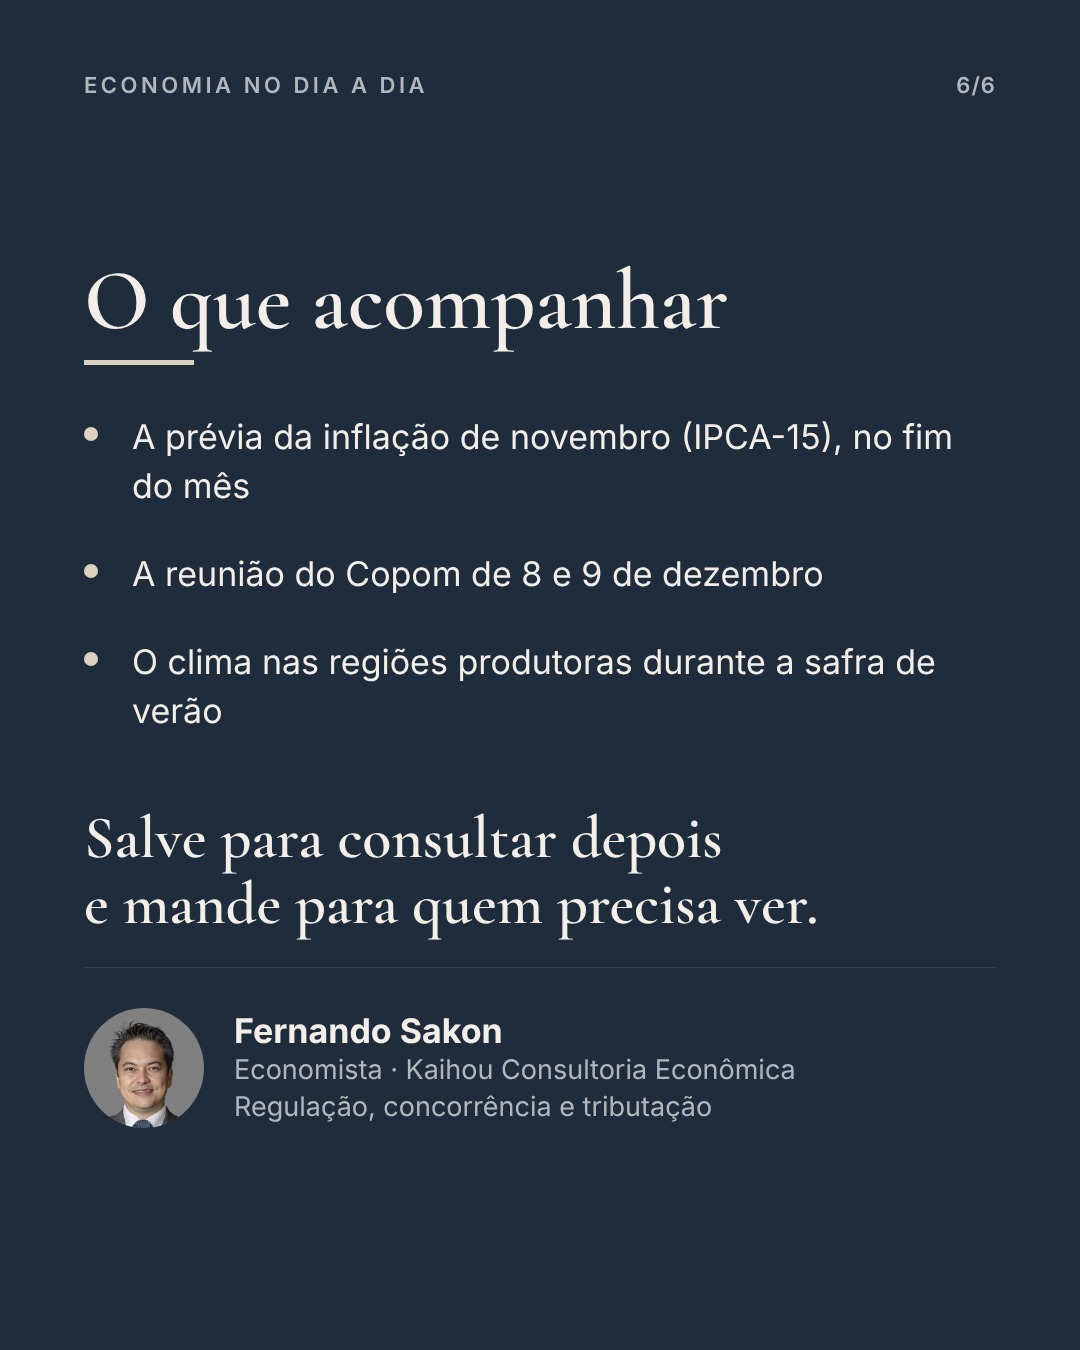 ECONOMIA NO DIA A DIA
6/6
O que acompanhar
• A prévia da inflação de novembro (IPCA-15), no fim
do mês
• A reunião do Copom de 8 e 9 de dezembro
• O clima nas regiões produtoras durante a safra de
verão
Salve para consultar depois
e mande para quem precisa ver.
Fernando Sakon
Economista · Kaihou Consultoria Econômica
Regulação, concorrência e tributação